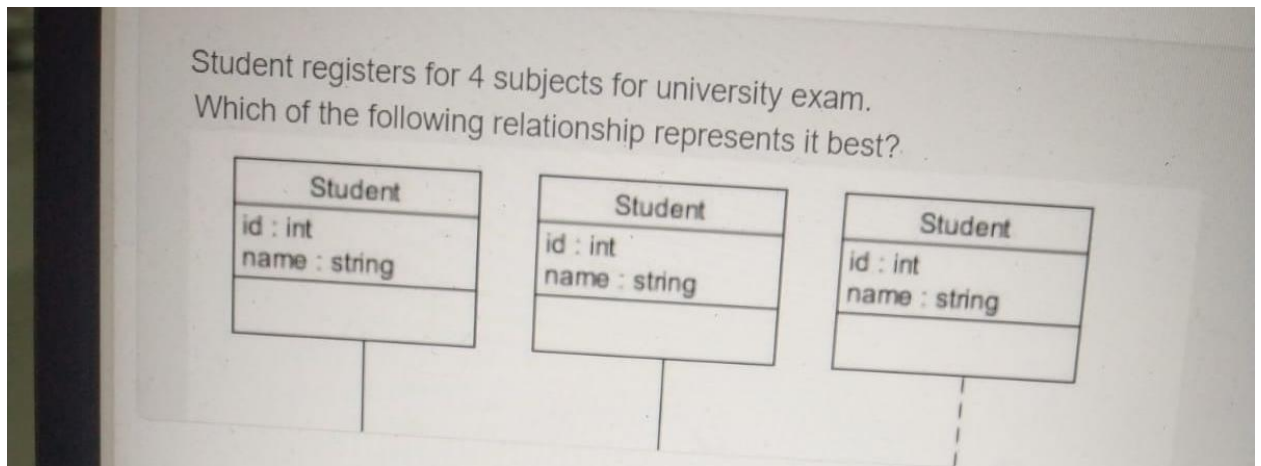 Student registers for 4 subjects for university exam.
Which of the following relationship represents it best?
Student
id : int
name : string
Student
id : int
name : string
Student
id : int
name : string